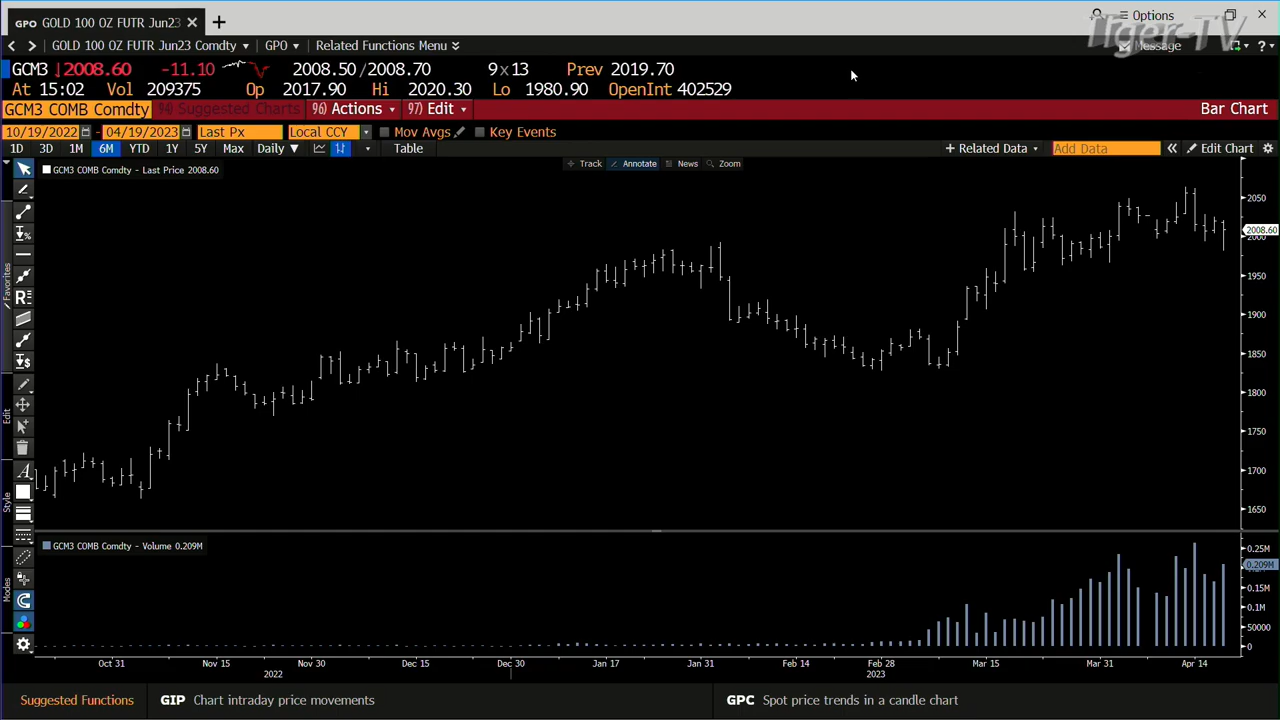 GPO GOLD 100 OZ FUTR Jun23
Options
Tiger-TV
GOLD 100 OZ FUTR Jun23 Comdty GPO Related Functions Menu
Message
GCM3 2008.60 -11.10 2008.50/2008.70 9x13 Prev 2019.70
At 15:02 Vol 209375 Op 2017.90 Hi 2020.30 Lo 1980.90 OpenInt 402529
GCM3 COMB Comdty 96) Suggested Charts 96) Actions 97) Edit Bar Chart
10/19/2022 - 04/19/2023 Last Px Local CCY Mov Avgs Key Events
1D 3D 1M 6M YTD 1Y 5Y Max Daily Table + Related Data Add Data Edit Chart
Track Annotate News Zoom
GCM3 COMB Comdty - Last Price 2008.60
2050
2008.60
2000
1950
1900
1850
1800
1750
1700
1650
Favorites
Edit
Style
Modes
GCM3 COMB Comdty - Volume 0.209M
0.25M
0.209M
0.15M
0.1M
50000
0
Oct 31 Nov 15 Nov 30 Dec 15 Dec 30 Jan 17 Jan 31 Feb 14 Feb 28 Mar 15 Mar 31 Apr 14
2022 2023
Suggested Functions GIP Chart intraday price movements GPC Spot price trends in a candle chart